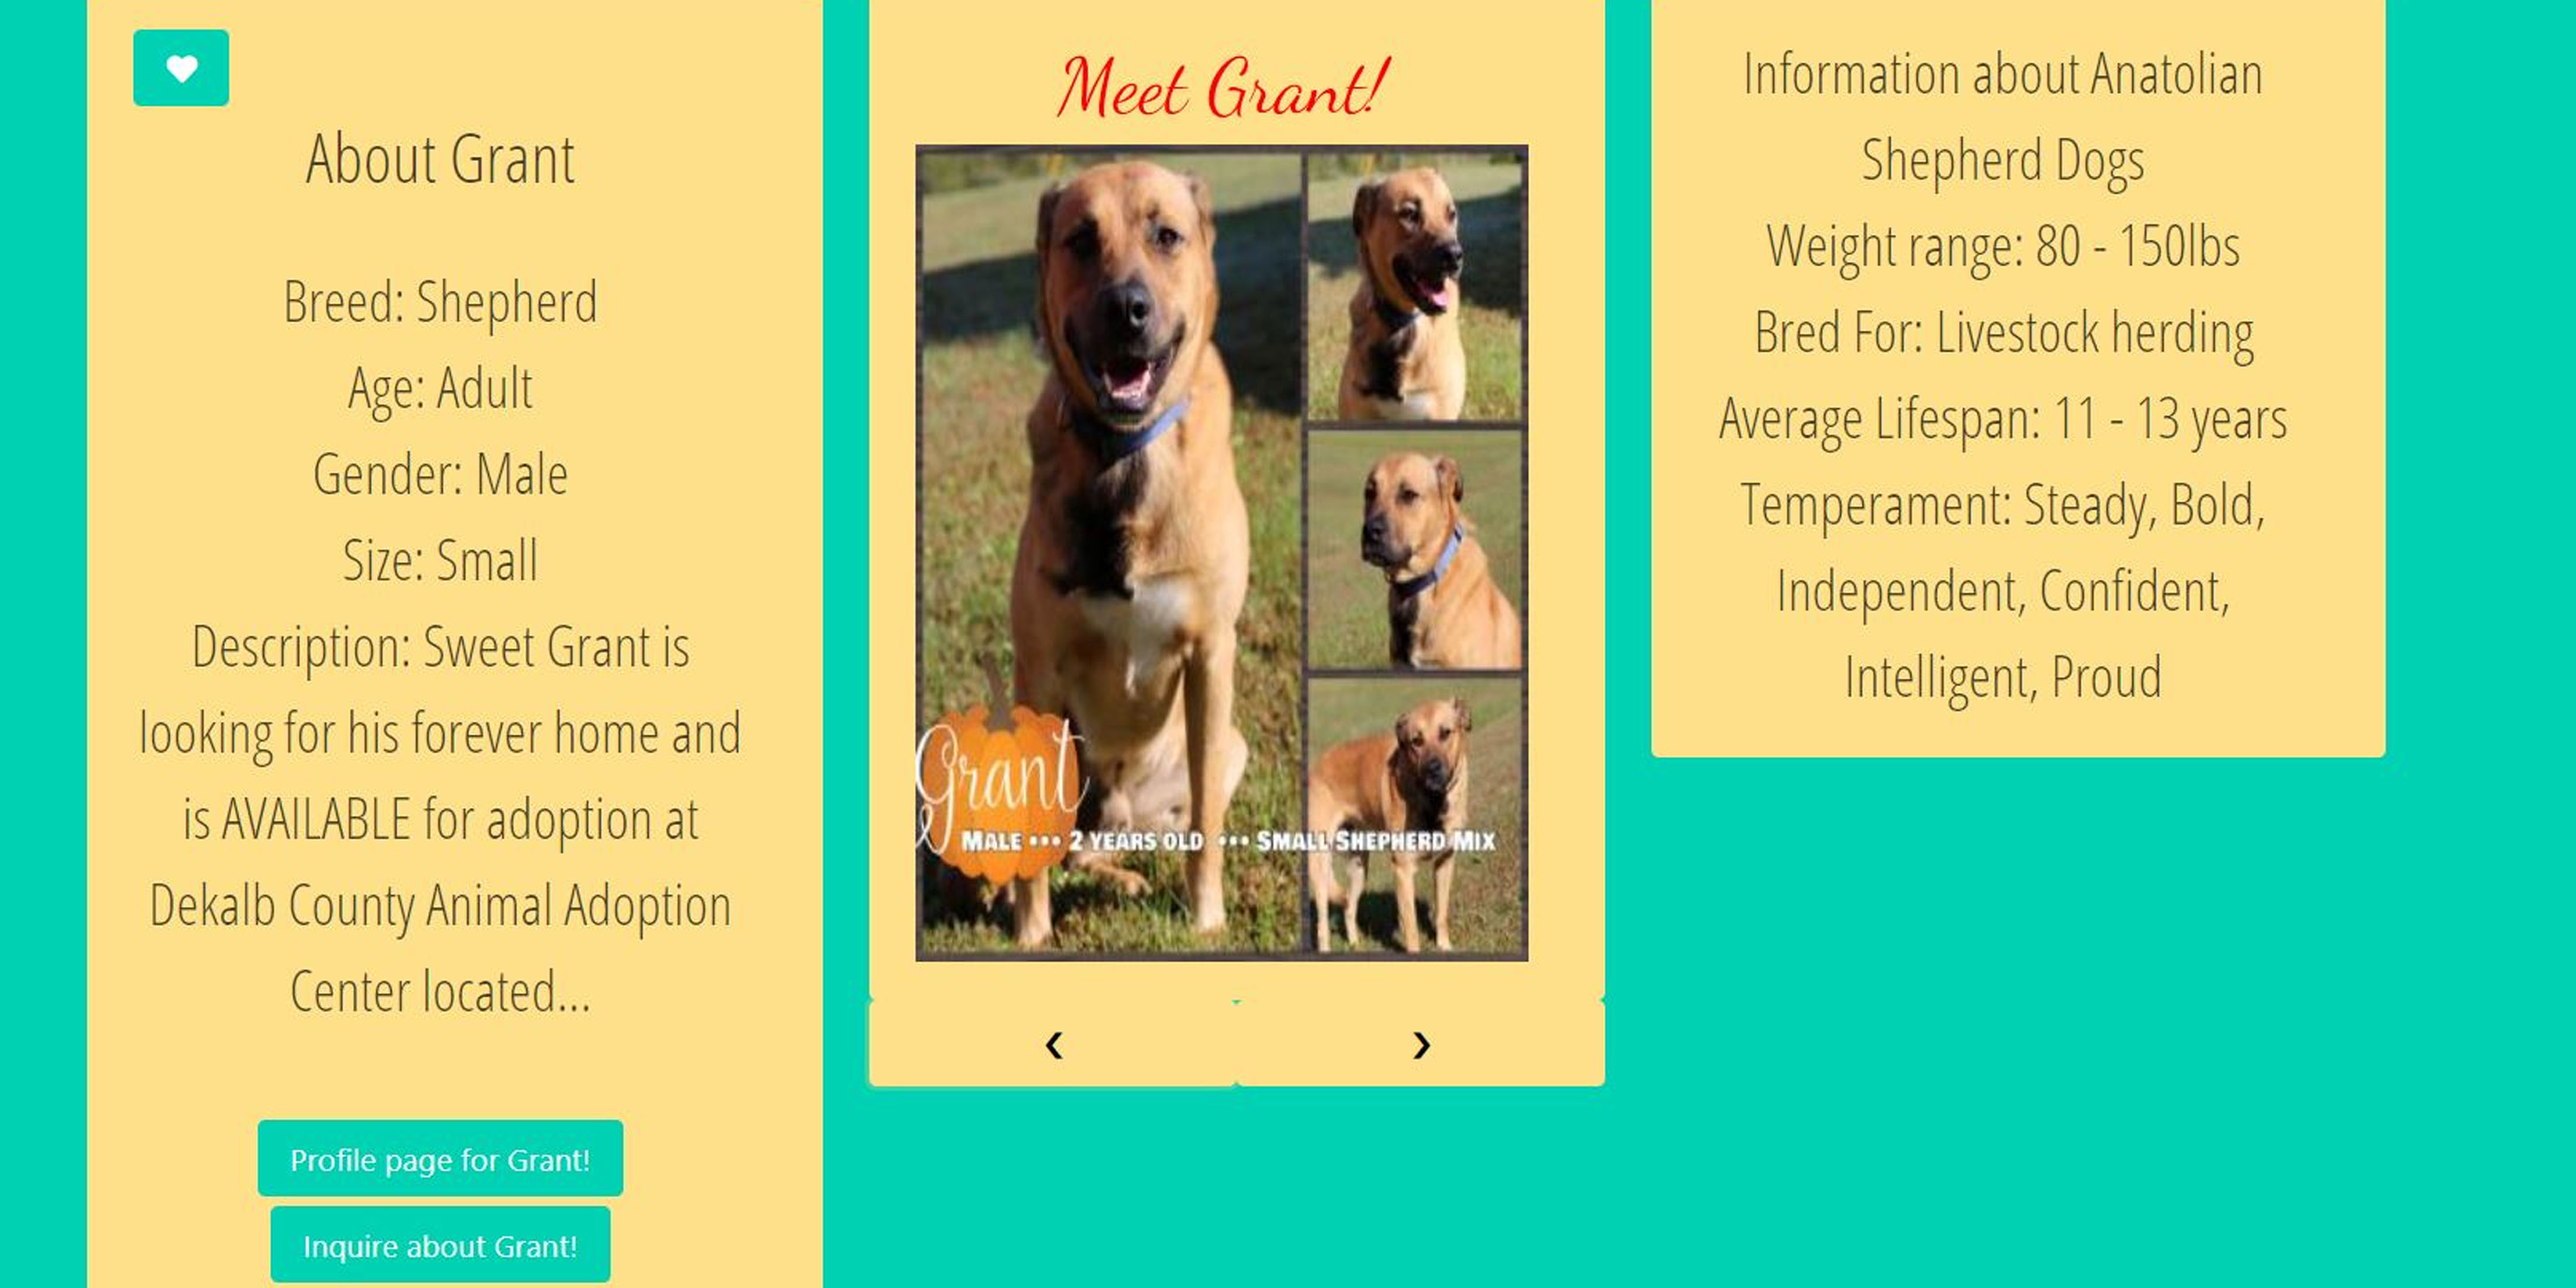 About Grant
Breed: Shepherd
Age: Adult
Gender: Male
Size: Small
Description: Sweet Grant is
looking for his forever home and
is AVAILABLE for adoption at
Dekalb County Animal Adoption
Center located...
Profile page for Grant!
Inquire about Grant!
Meet Grant!
Grant
MALE ••• 2 YEARS OLD ••• SMALL SHEPHERD MIX
❮
❯
Information about Anatolian
Shepherd Dogs
Weight range: 80 - 150lbs
Bred For: Livestock herding
Average Lifespan: 11 - 13 years
Temperament: Steady, Bold,
Independent, Confident,
Intelligent, Proud